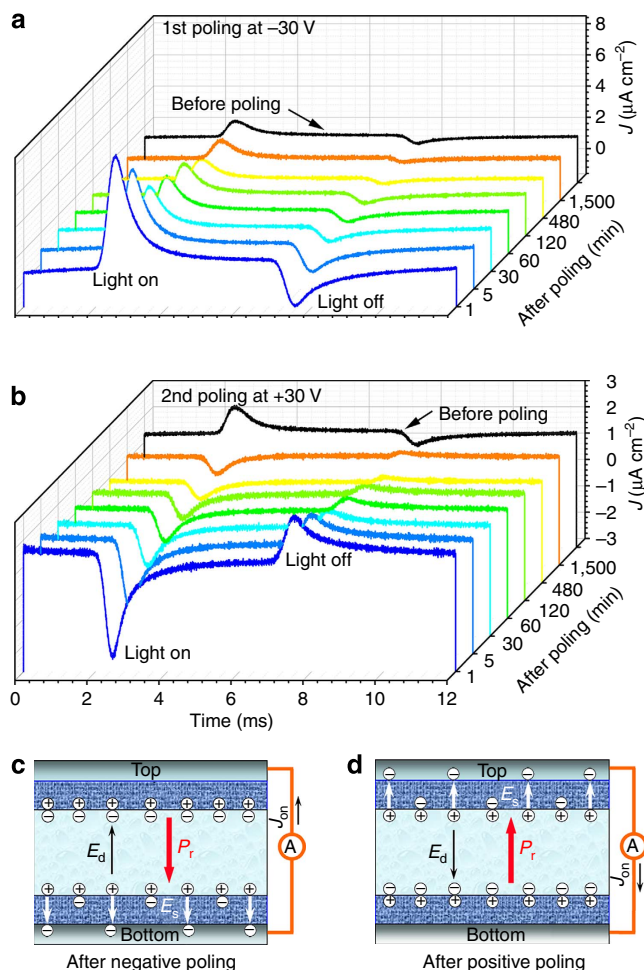 a
1st poling at –30 V
Before poling
Light on
Light off
8
6
4
2
0
J (µA cm⁻²)
1
5
30
60
120
480
1,500
After poling (min)
b
2nd poling at +30 V
Before poling
Light off
Light on
3
2
1
0
−1
−2
−3
J (µA cm⁻²)
1
5
30
60
120
480
1,500
After poling (min)
0 2 4 6 8 10 12
Time (ms)
c
Top
+ + + + + + +
− − − − − − −
E_d
P_r
J_on
A
+ + + + + + +
− − −
E_s
− − − −
Bottom
After negative poling
d
− − − −
Top
E_s
− − −
+ + + + + + +
E_d
P_r
J_on
A
− − − − − − −
+ + + + + + +
Bottom
After positive poling